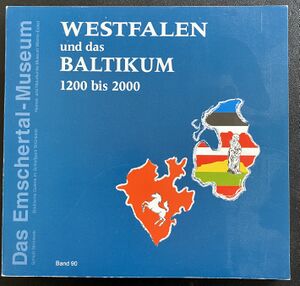 WESTFALEN
und das
BALTIKUM
1200 bis 2000
Das Emschertal-Museum
Band 90